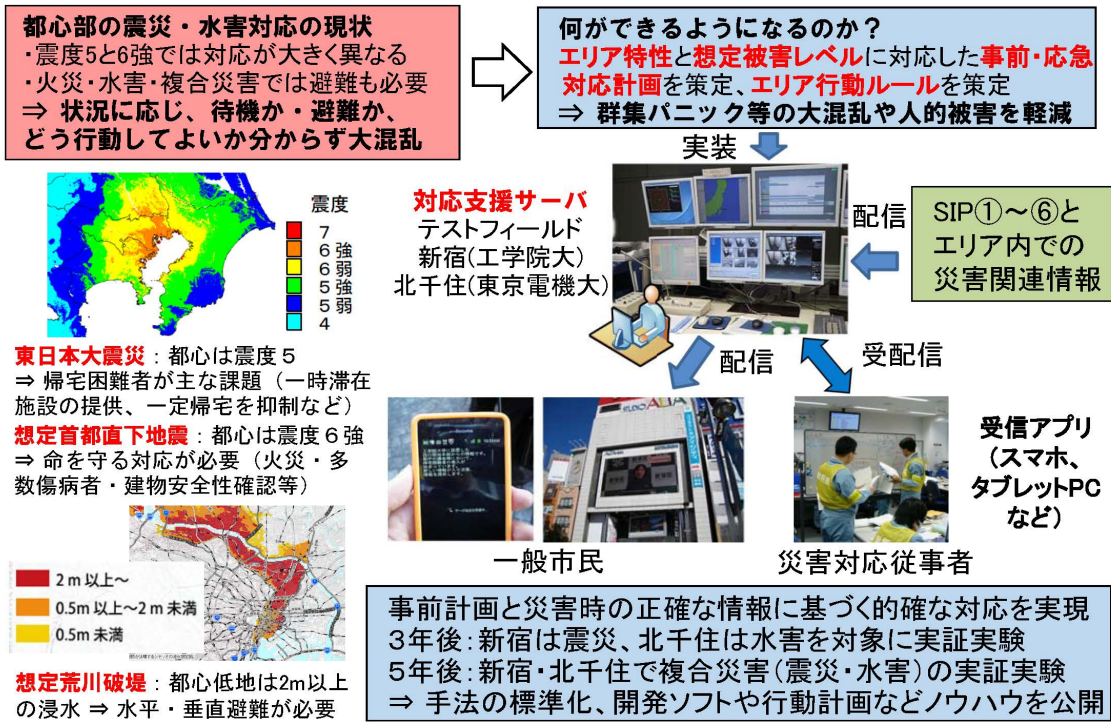 都心部の震災・水害対応の現状
・震度5と6強では対応が大きく異なる
・火災・水害・複合災害では避難も必要
⇒ 状況に応じ、待機か・避難か、
どう行動してよいか分からず大混乱
何ができるようになるのか？
エリア特性と想定被害レベルに対応した事前・応急
対応計画を策定、エリア行動ルールを策定
⇒ 群集パニック等の大混乱や人的被害を軽減
実装
対応支援サーバ
テストフィールド
新宿(工学院大)
北千住(東京電機大)
配信
SIP①～⑥と
エリア内での
災害関連情報
震度
7
6強
6弱
5強
5弱
4
東日本大震災：都心は震度５
⇒ 帰宅困難者が主な課題（一時滞在
施設の提供、一定帰宅を抑制など）
想定首都直下地震：都心は震度６強
⇒ 命を守る対応が必要（火災・多
数傷病者・建物安全性確認等）
配信
受配信
STUDIO ALTA
一般市民
災害対応従事者
受信アプリ
（スマホ、
タブレットPC
など）
2ｍ以上～
0.5m以上～2ｍ未満
0.5m未満
想定荒川破堤：都心低地は2m以上
の浸水 ⇒ 水平・垂直避難が必要
事前計画と災害時の正確な情報に基づく的確な対応を実現
３年後：新宿は震災、北千住は水害を対象に実証実験
５年後：新宿・北千住で複合災害（震災・水害）の実証実験
⇒ 手法の標準化、開発ソフトや行動計画などノウハウを公開